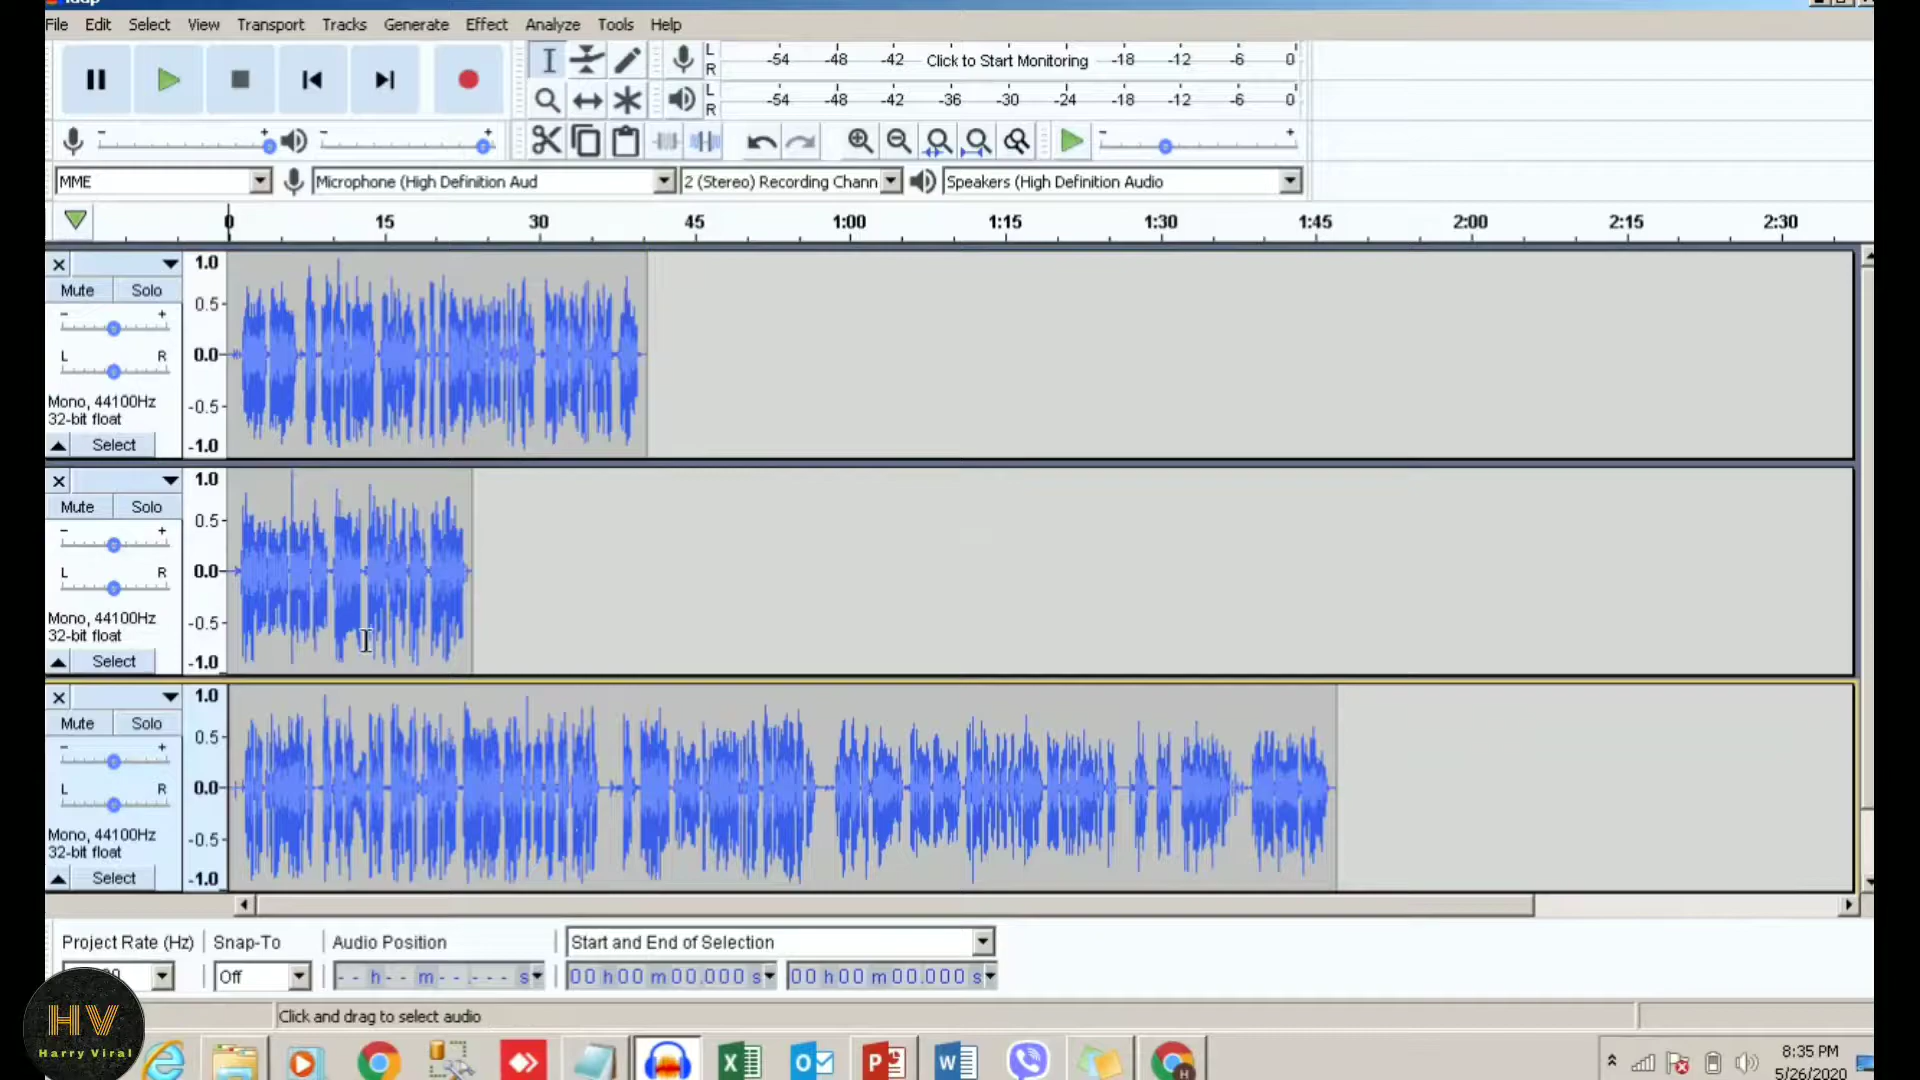 File Edit Select View Transport Tracks Generate Effect Analyze Tools Help
L
R
-54 -48 -42 Click to Start Monitoring -18 -12 -6 0
L
R
-54 -48 -42 -36 -30 -24 -18 -12 -6 0
- + - + - +
MME Microphone (High Definition Aud 2 (Stereo) Recording Chann Speakers (High Definition Audio
0 15 30 45 1:00 1:15 1:30 1:45 2:00 2:15 2:30
1.0
Mute Solo
0.5
- +
L R
0.0
Mono, 44100Hz
-0.5
32-bit float
Select
-1.0
1.0
Mute Solo
0.5
- +
L R
0.0
Mono, 44100Hz
-0.5
32-bit float
Select
-1.0
1.0
Mute Solo
0.5
- +
L R
0.0
Mono, 44100Hz
-0.5
32-bit float
Select
-1.0
Project Rate (Hz) Snap-To Audio Position Start and End of Selection
Off -- h-- m--.--- s 00 h00 m00.000 s 00 h00 m00.000 s
Click and drag to select audio
HV
Harry Viral
8:35 PM
5/26/2020